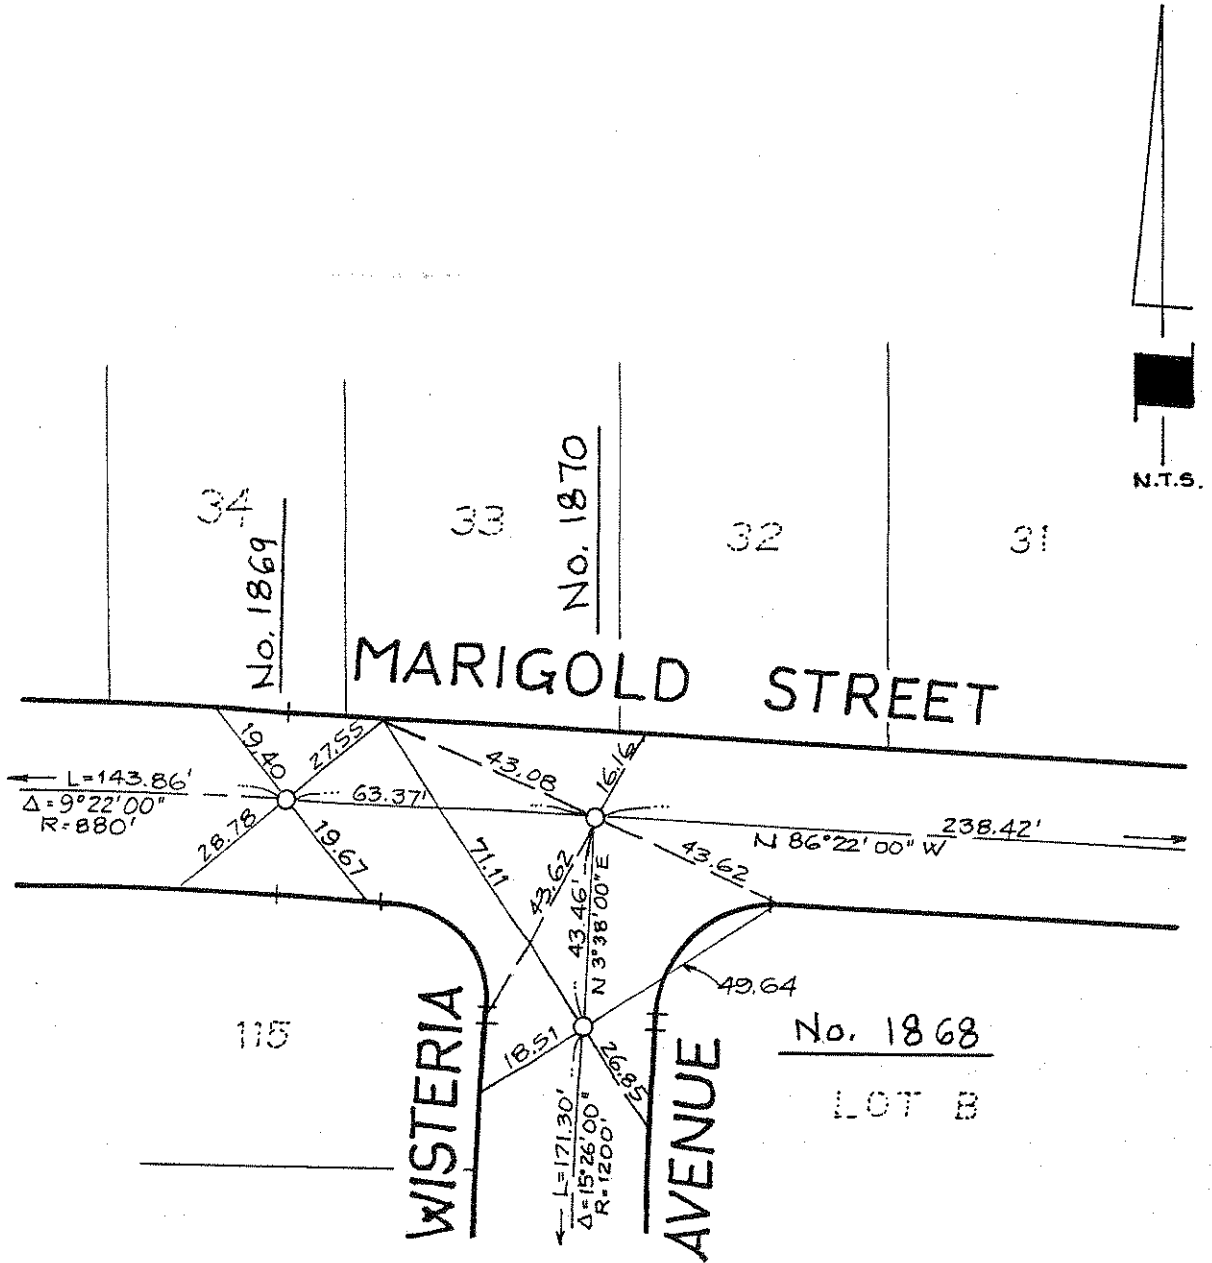 N.T.S.
34
33
32
31
No. 1869
No. 1870
MARIGOLD STREET
19.40
27.55
43.08
16.16
L=143.86'
Δ=9°22'00"
R=880'
63.37'
238.42'
N 86°22'00" W
28.78
19.67
71.11
43.62
43.62
43.46'
N 3°38'00" E
49.64
115
18.51
26.85
No. 1868
LOT B
WISTERIA
AVENUE
L=171.30'
Δ=15°26'00"
R=1200'